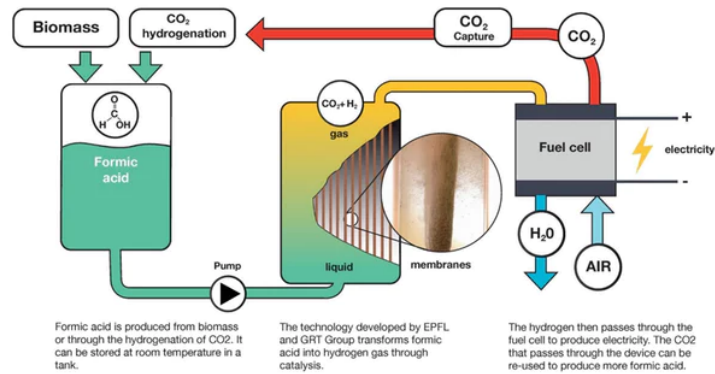 Biomass
CO2
hydrogenation
CO2
Capture
CO2
O
C
H OH
Formic
acid
CO2+H2
gas
liquid
membranes
Pump
Fuel cell
+
-
electricity
H20
AIR
Formic acid is produced from biomass
or through the hydrogenation of CO2. It
can be stored at room temperature in a
tank.
The technology developed by EPFL
and GRT Group transforms formic
acid into hydrogen gas through
catalysis.
The hydrogen then passes through the
fuel cell to produce electricity. The CO2
that passes through the device can be
re-used to produce more formic acid.